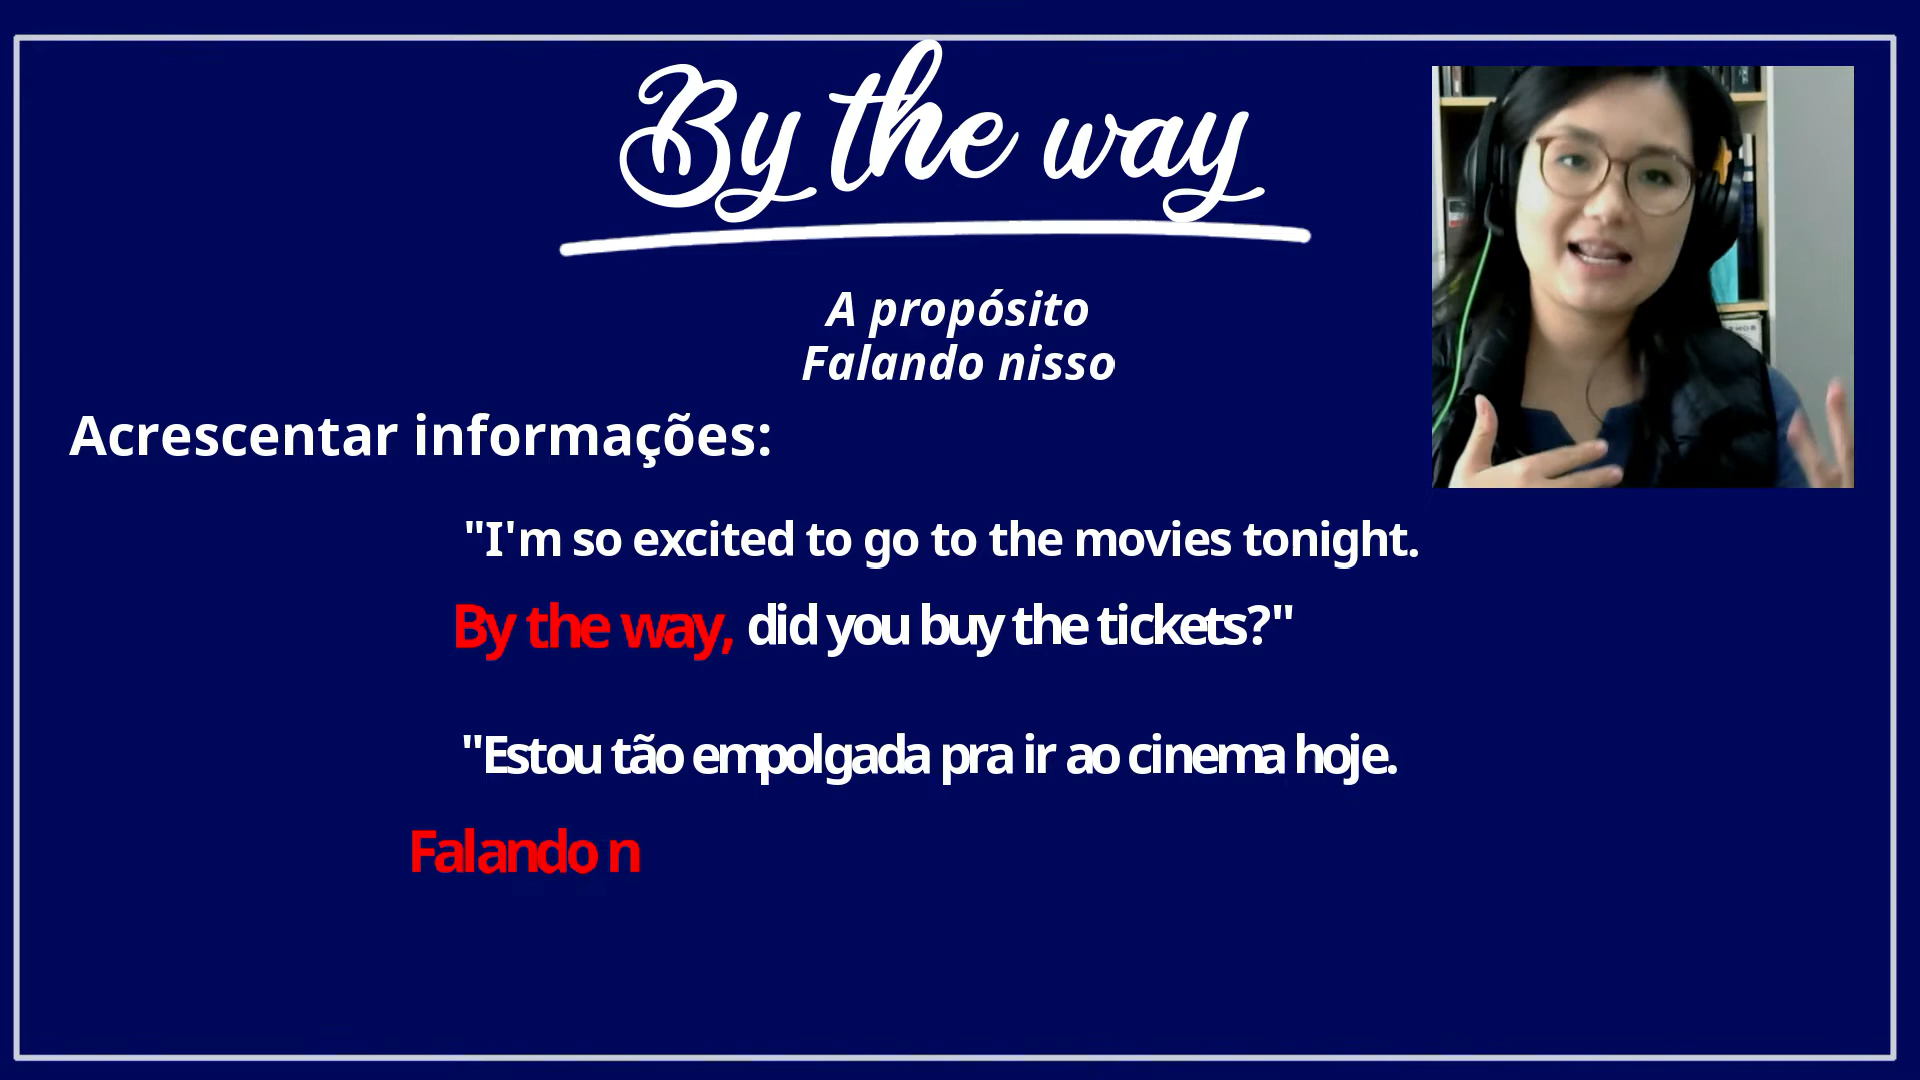 By the way
A propósito
Falando nisso
Acrescentar informações:
"I'm so excited to go to the movies tonight.
By the way, did you buy the tickets?"
"Estou tão empolgada pra ir ao cinema hoje.
Falando n